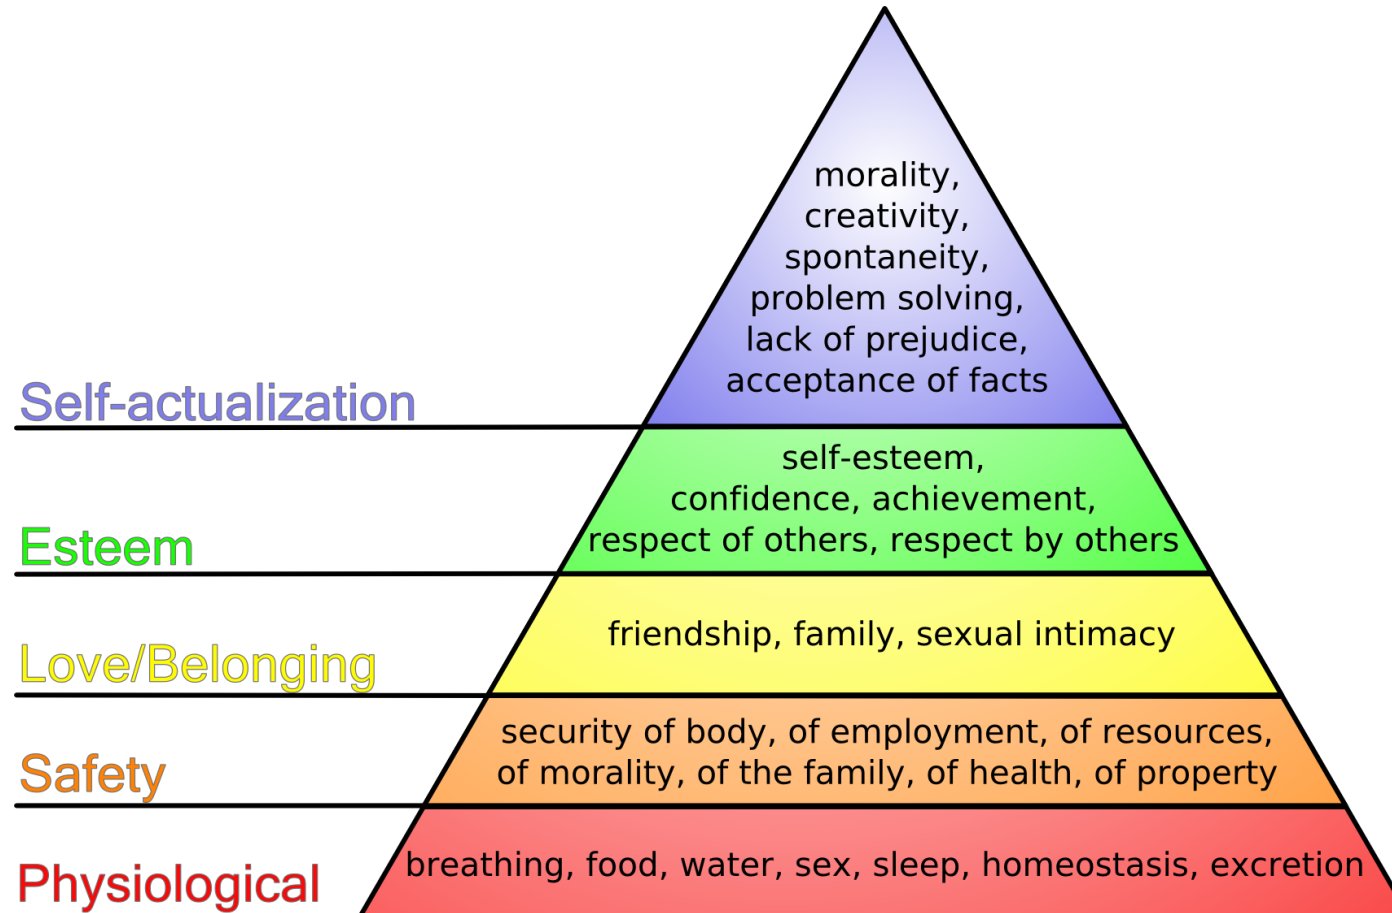 morality,
creativity,
spontaneity,
problem solving,
lack of prejudice,
acceptance of facts
Self-actualization
self-esteem,
confidence, achievement,
respect of others, respect by others
Esteem
friendship, family, sexual intimacy
Love/Belonging
security of body, of employment, of resources,
of morality, of the family, of health, of property
Safety
breathing, food, water, sex, sleep, homeostasis, excretion
Physiological